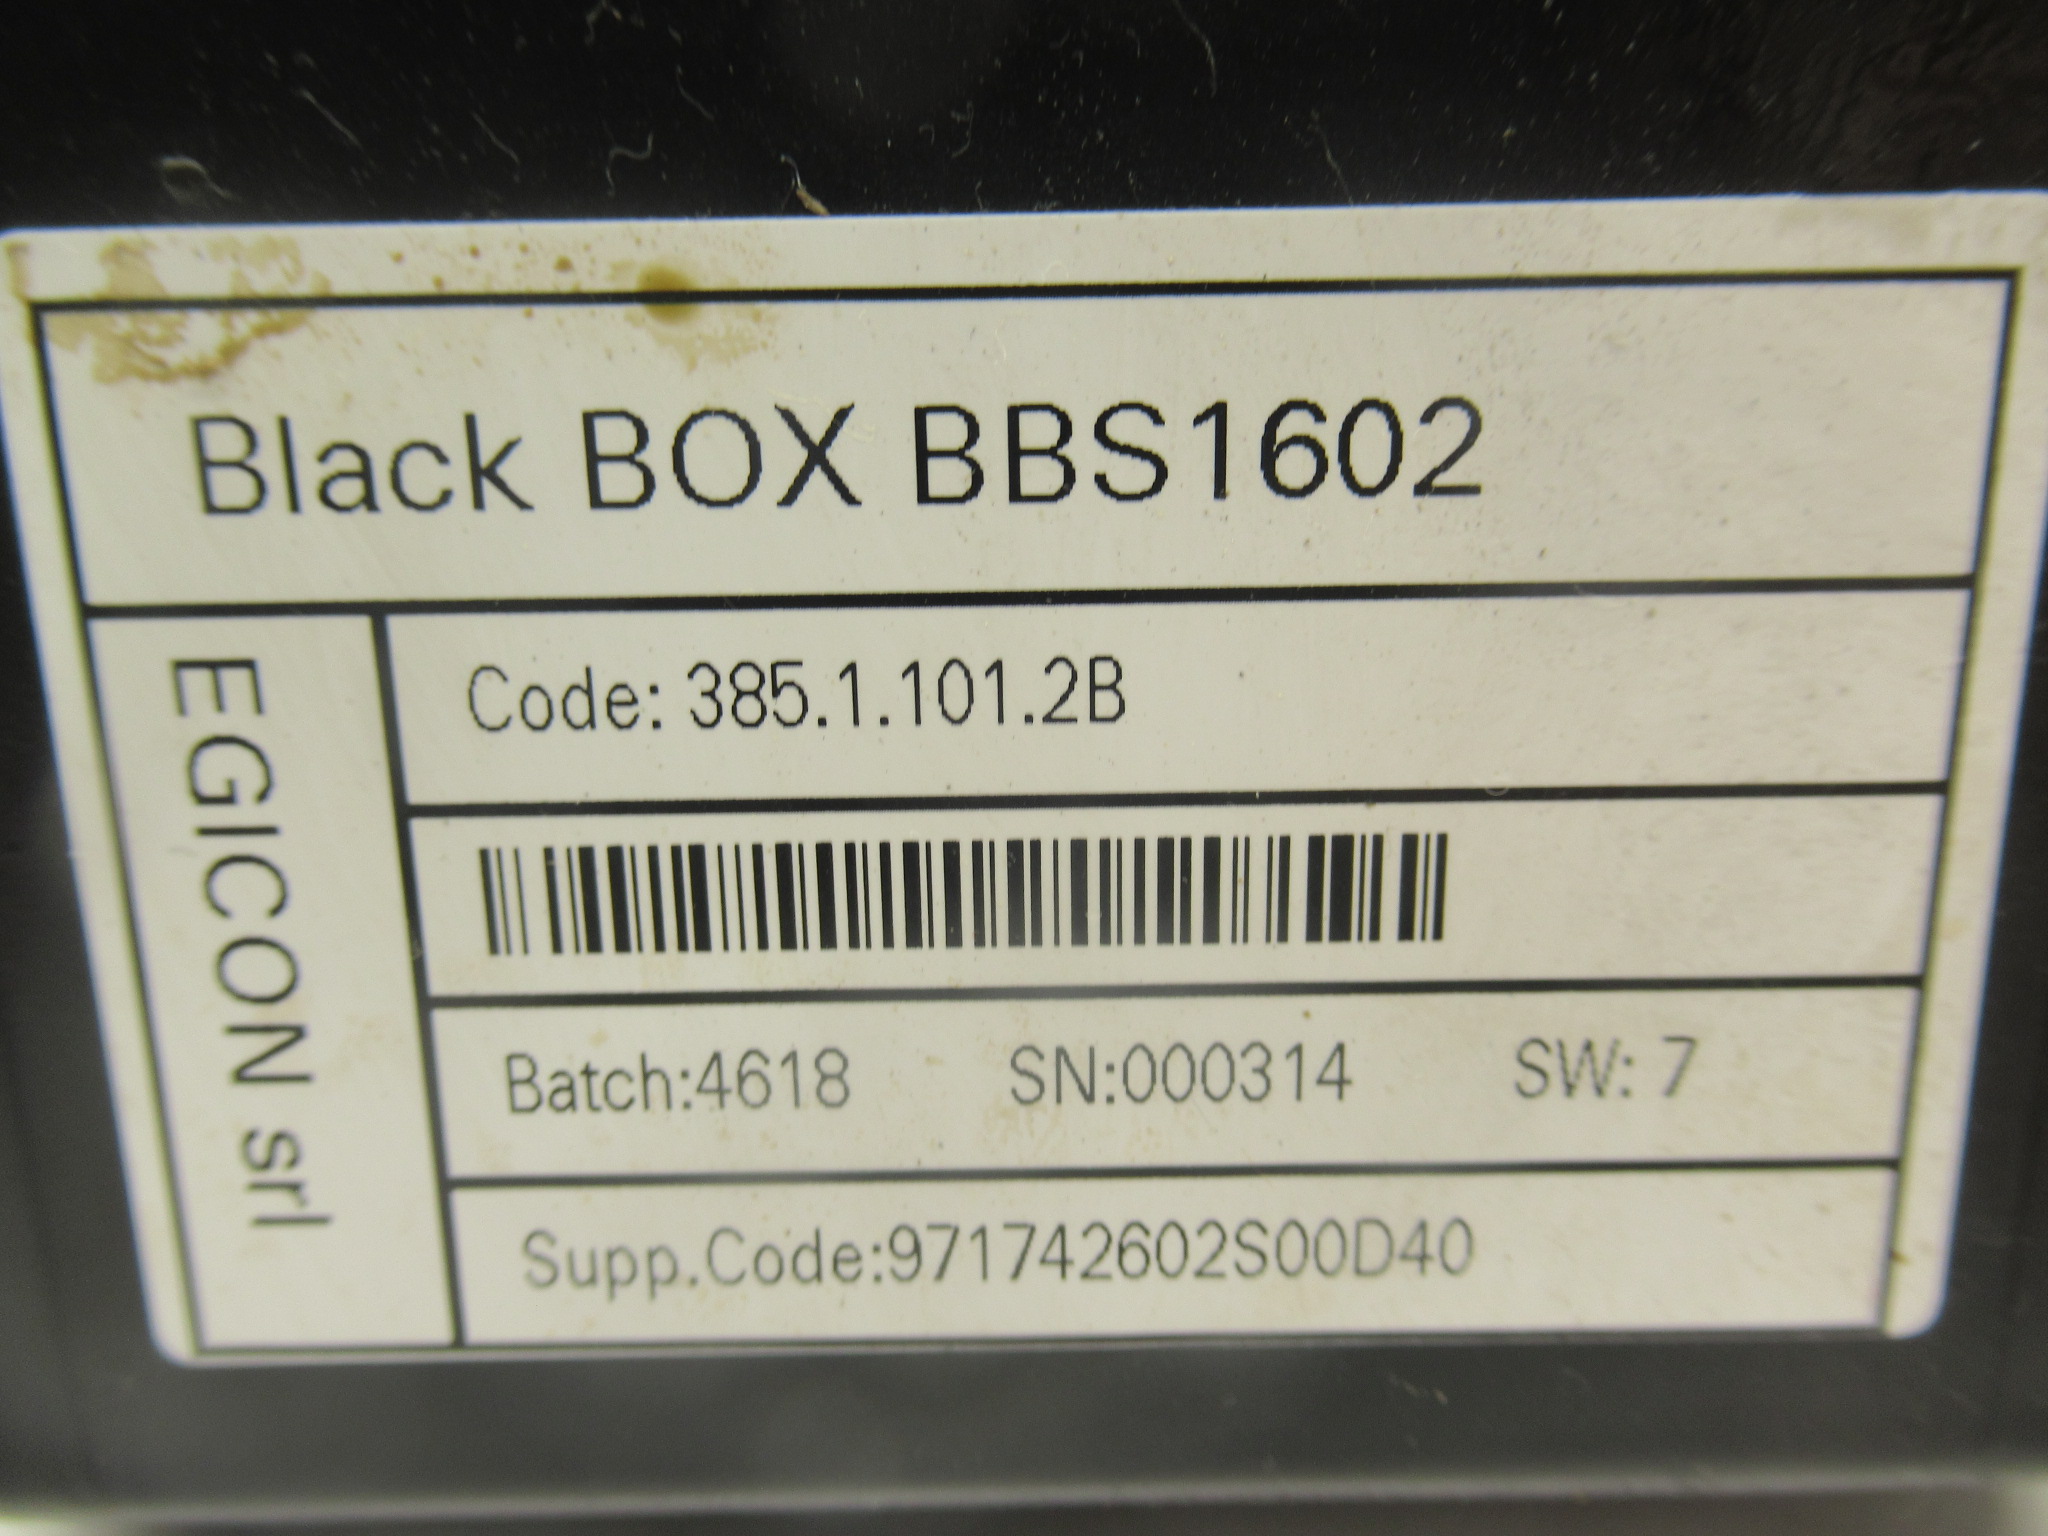 Black BOX BBS1602
EGICON srl
Code: 385.1.101.2B
Batch:4618 SN:000314 SW: 7
Supp.Code:971742602S00D40